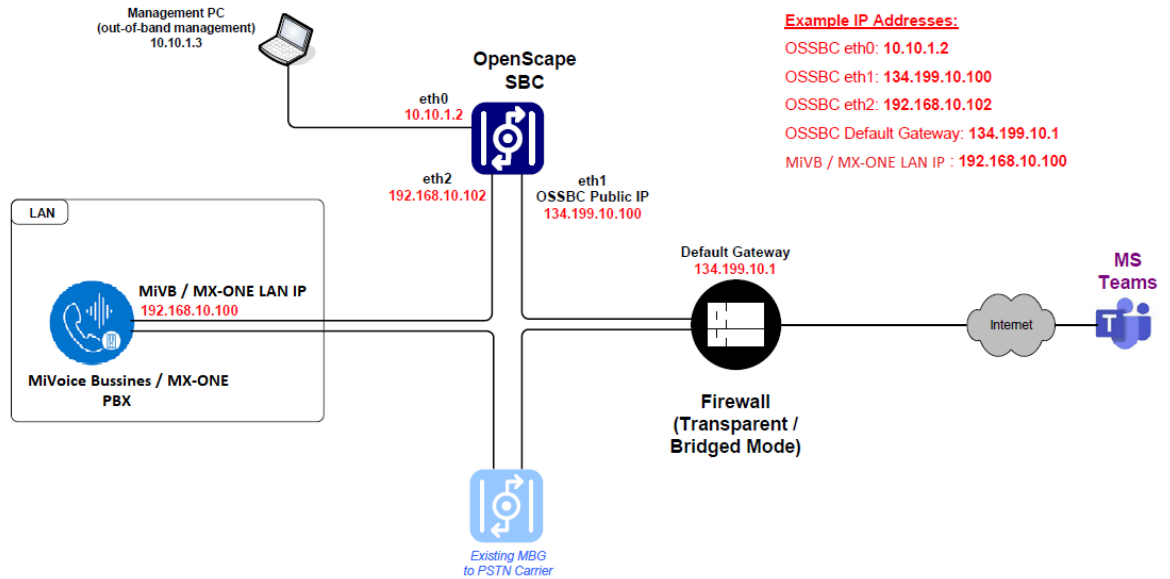 Management PC
(out-of-band management)
10.10.1.3
Example IP Addresses:
OSSBC eth0: 10.10.1.2
OSSBC eth1: 134.199.10.100
OSSBC eth2: 192.168.10.102
OSSBC Default Gateway: 134.199.10.1
MiVB / MX-ONE LAN IP : 192.168.10.100
OpenScape
SBC
eth0
10.10.1.2
eth2
192.168.10.102
eth1
OSSBC Public IP
134.199.10.100
LAN
MiVB / MX-ONE LAN IP
192.168.10.100
MiVoice Bussines / MX-ONE
PBX
Default Gateway
134.199.10.1
Firewall
(Transparent /
Bridged Mode)
Internet
MS
Teams
T
Existing MBG
to PSTN Carrier